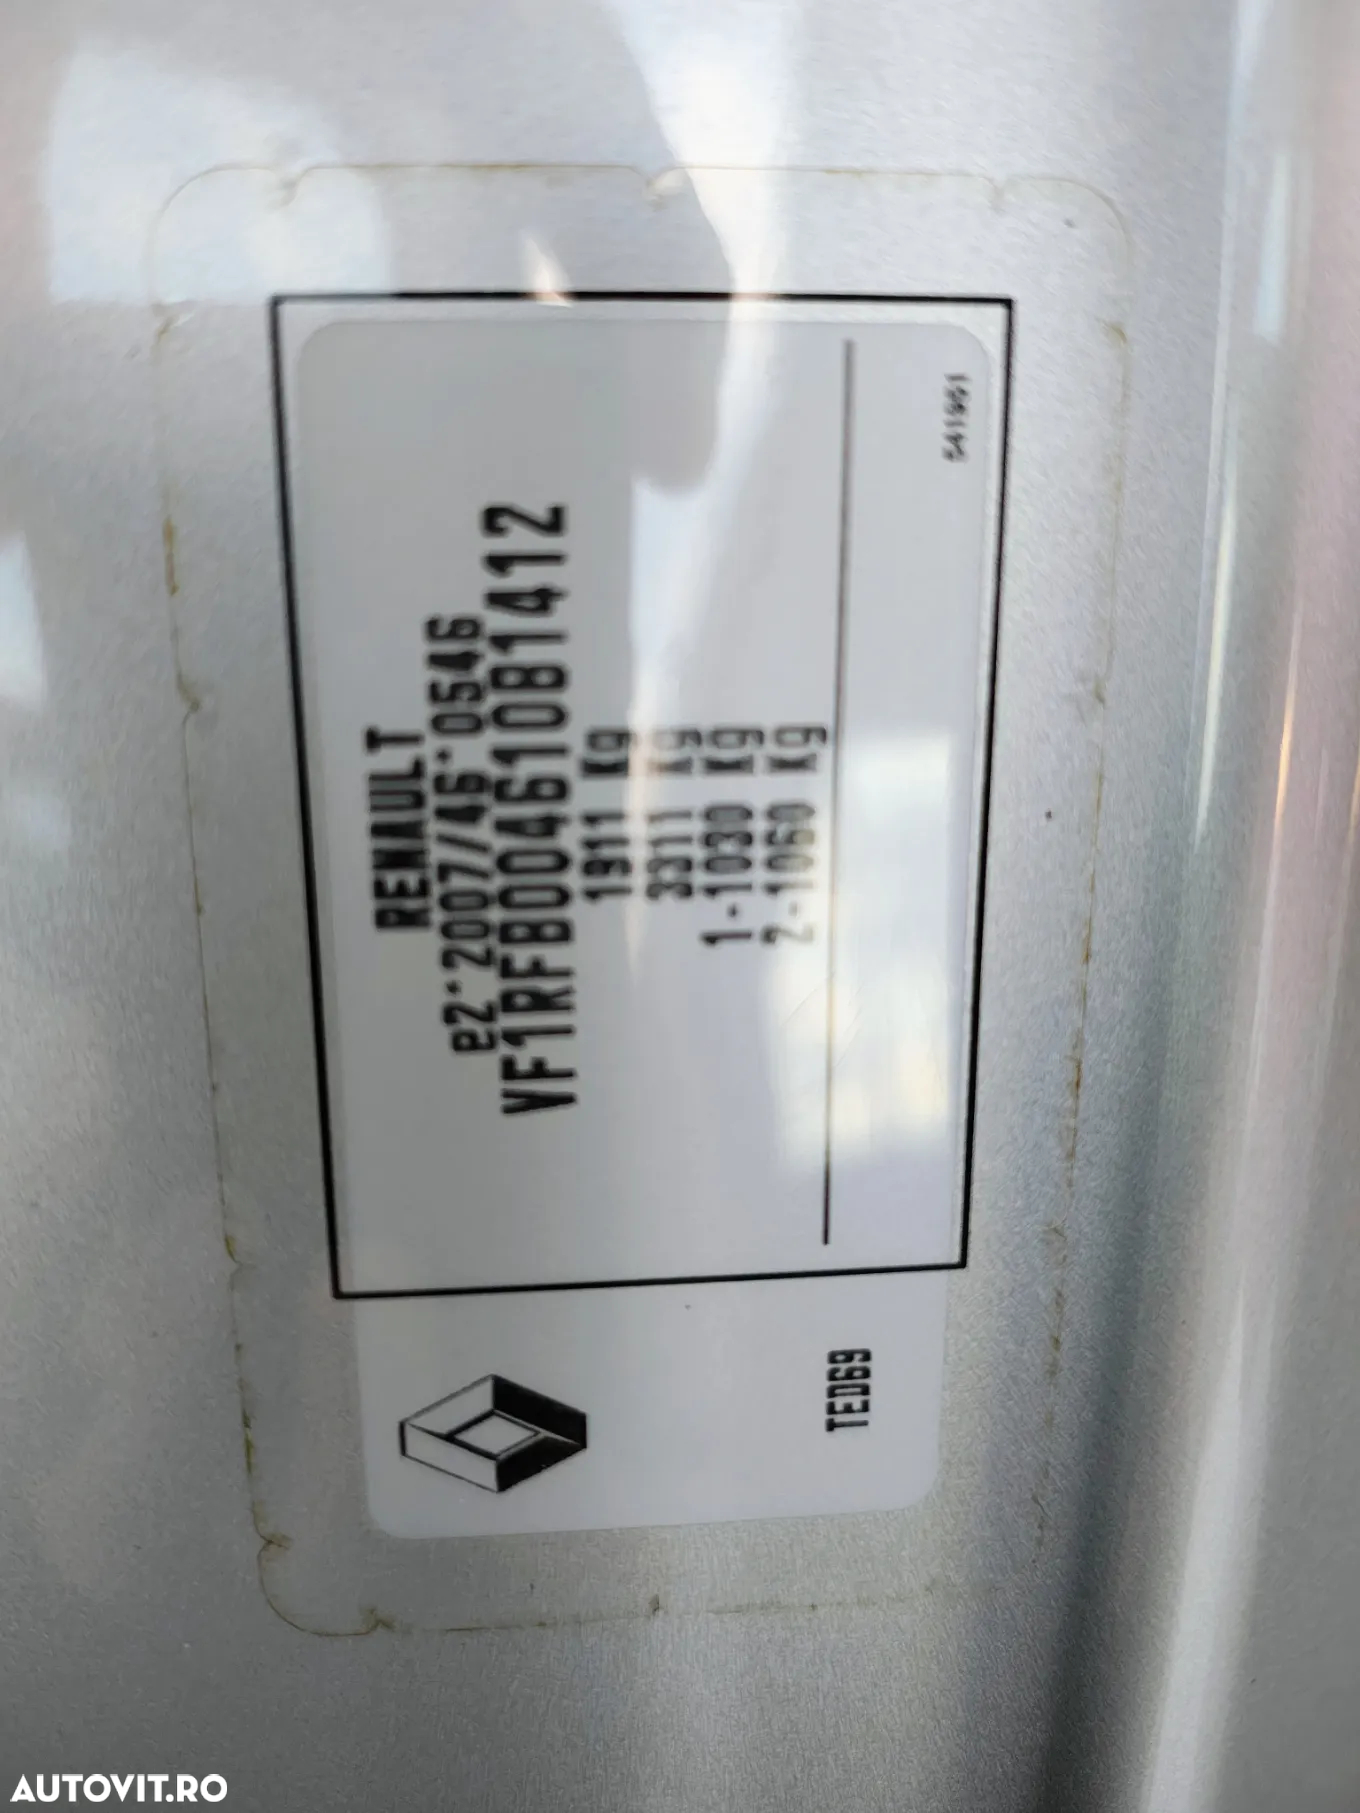 RENAULT
e2*2007/46*0546
VF1RFB00461081412
1911 Kg
3311 Kg
1-1030 Kg
2-1060 Kg
541961
TED69
AUTOVIT.RO